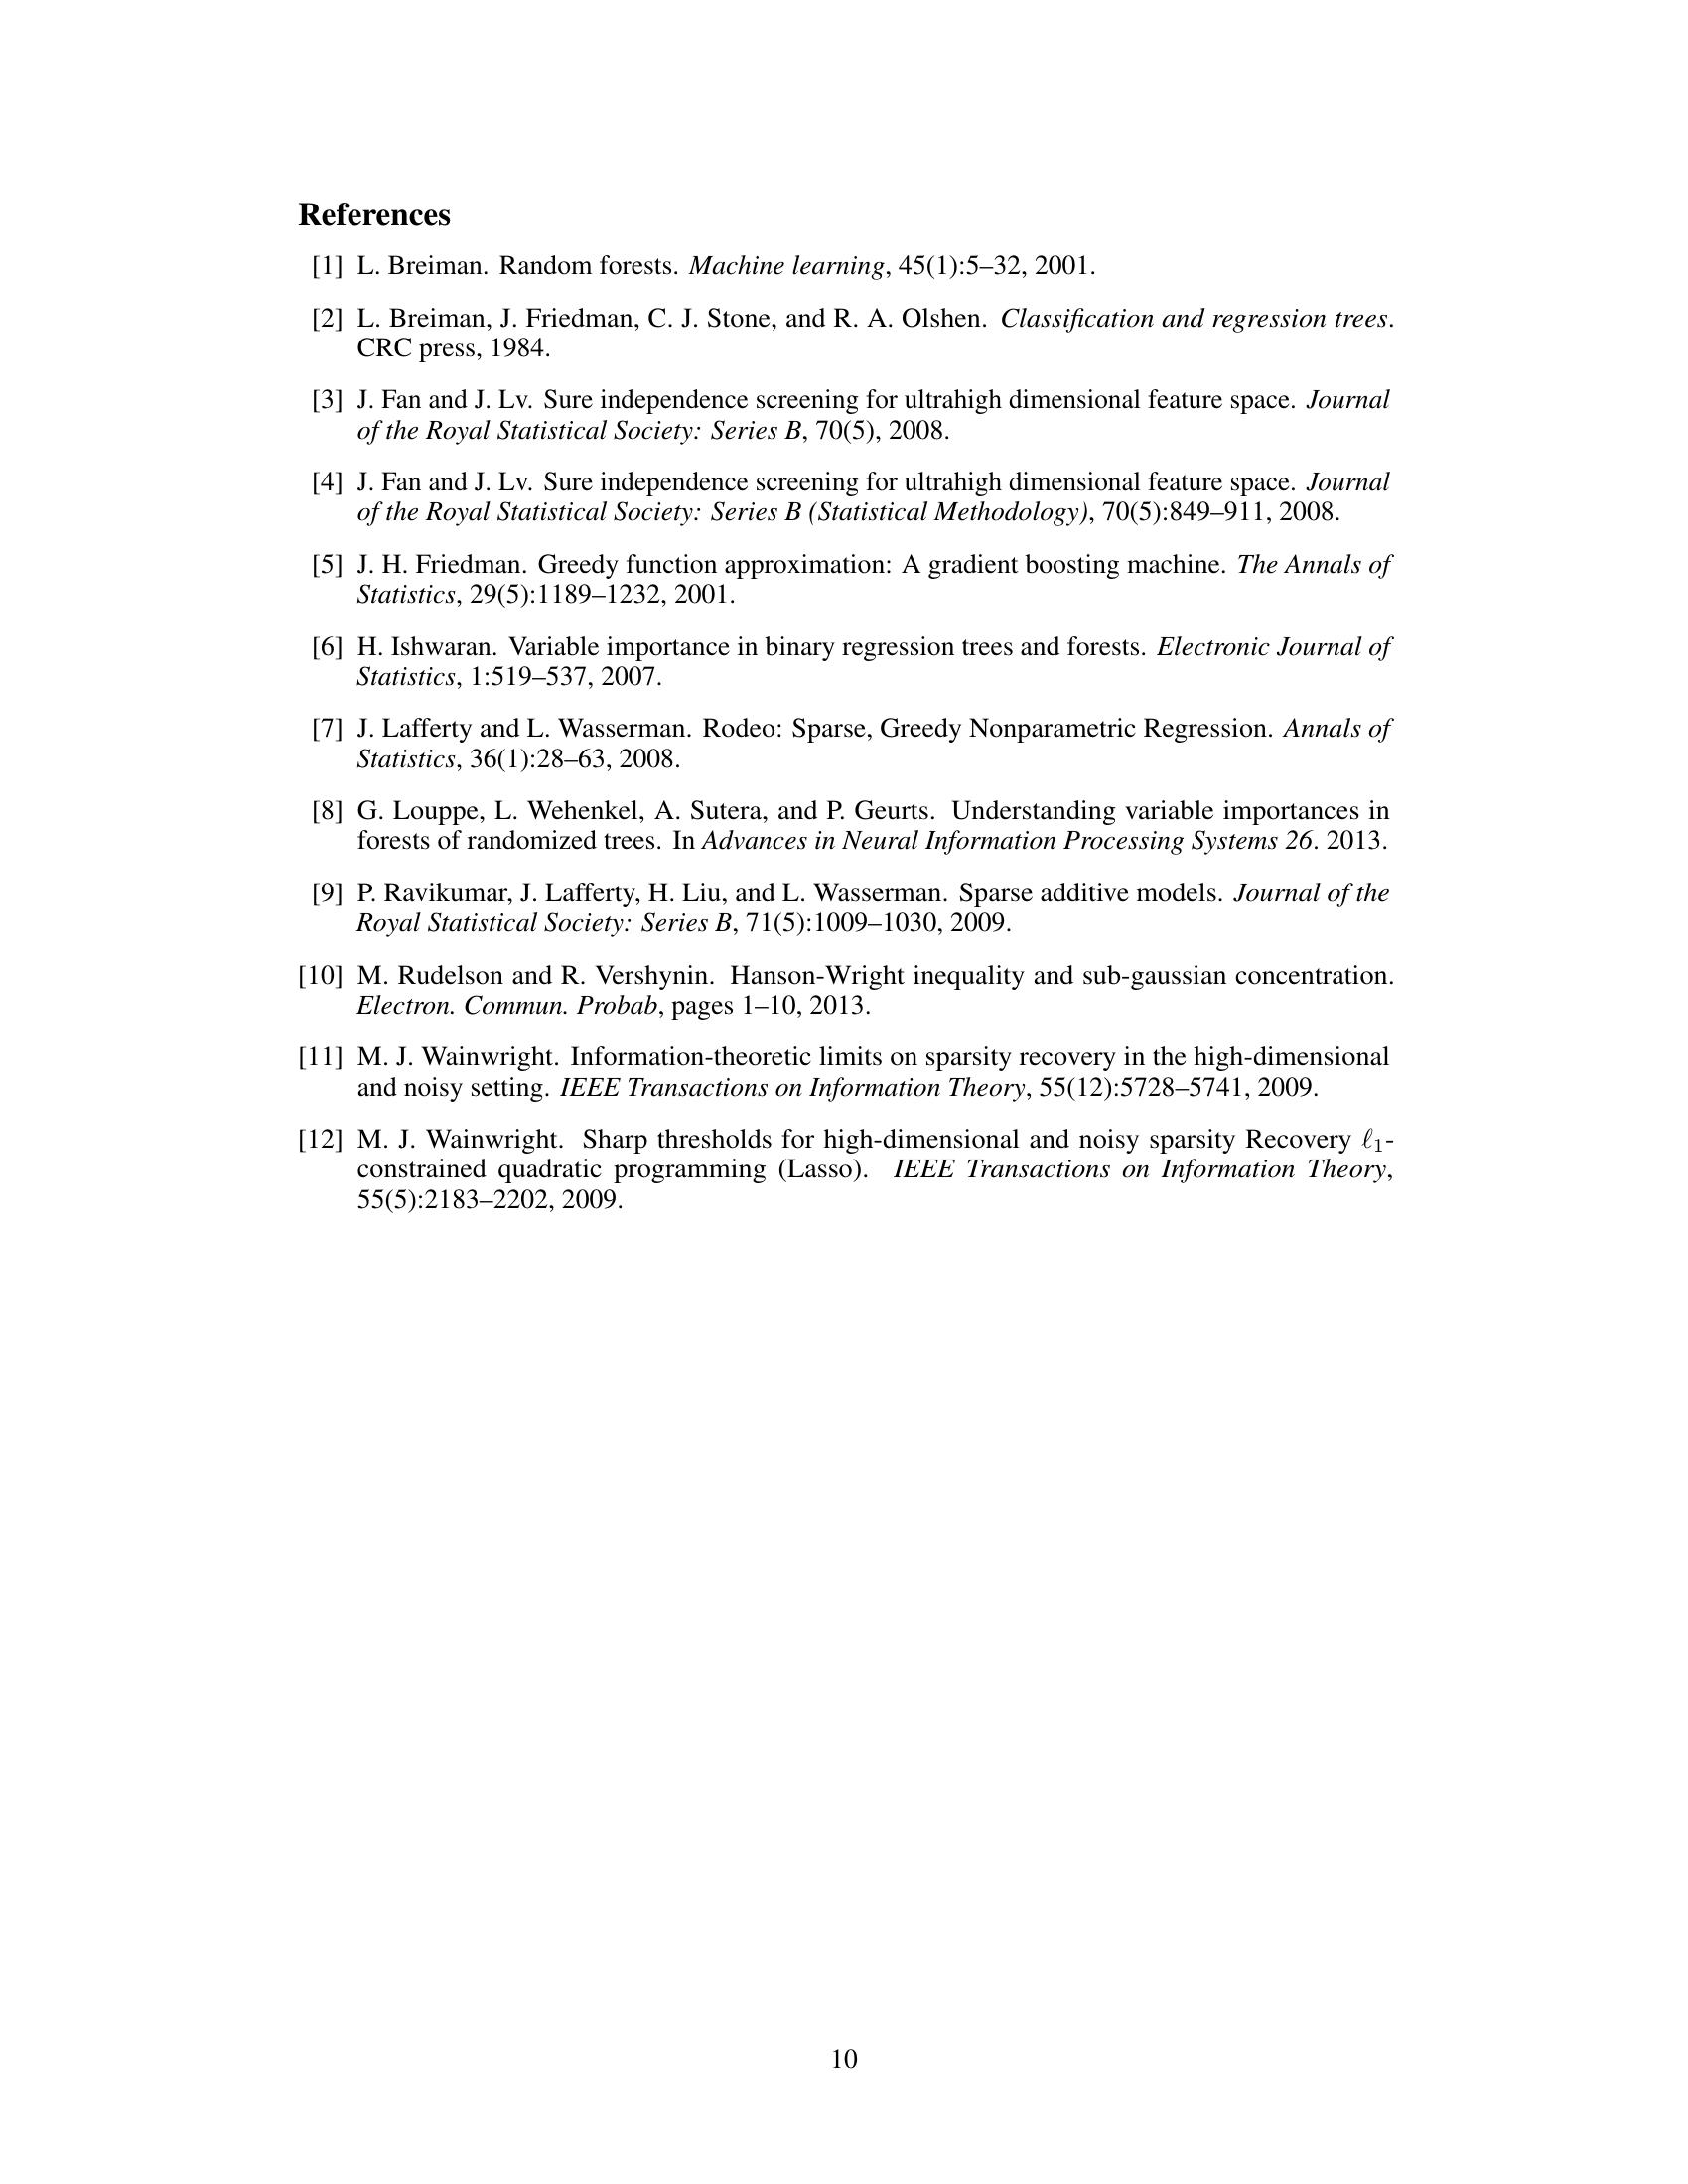 References
[1] L. Breiman. Random forests. Machine learning, 45(1):5–32, 2001.
[2] L. Breiman, J. Friedman, C. J. Stone, and R. A. Olshen. Classification and regression trees.
CRC press, 1984.
[3] J. Fan and J. Lv. Sure independence screening for ultrahigh dimensional feature space. Journal
of the Royal Statistical Society: Series B, 70(5), 2008.
[4] J. Fan and J. Lv. Sure independence screening for ultrahigh dimensional feature space. Journal
of the Royal Statistical Society: Series B (Statistical Methodology), 70(5):849–911, 2008.
[5] J. H. Friedman. Greedy function approximation: A gradient boosting machine. The Annals of
Statistics, 29(5):1189–1232, 2001.
[6] H. Ishwaran. Variable importance in binary regression trees and forests. Electronic Journal of
Statistics, 1:519–537, 2007.
[7] J. Lafferty and L. Wasserman. Rodeo: Sparse, Greedy Nonparametric Regression. Annals of
Statistics, 36(1):28–63, 2008.
[8] G. Louppe, L. Wehenkel, A. Sutera, and P. Geurts. Understanding variable importances in
forests of randomized trees. In Advances in Neural Information Processing Systems 26. 2013.
[9] P. Ravikumar, J. Lafferty, H. Liu, and L. Wasserman. Sparse additive models. Journal of the
Royal Statistical Society: Series B, 71(5):1009–1030, 2009.
[10] M. Rudelson and R. Vershynin. Hanson-Wright inequality and sub-gaussian concentration.
Electron. Commun. Probab, pages 1–10, 2013.
[11] M. J. Wainwright. Information-theoretic limits on sparsity recovery in the high-dimensional
and noisy setting. IEEE Transactions on Information Theory, 55(12):5728–5741, 2009.
[12] M. J. Wainwright. Sharp thresholds for high-dimensional and noisy sparsity Recovery ℓ₁-
constrained quadratic programming (Lasso). IEEE Transactions on Information Theory,
55(5):2183–2202, 2009.
10